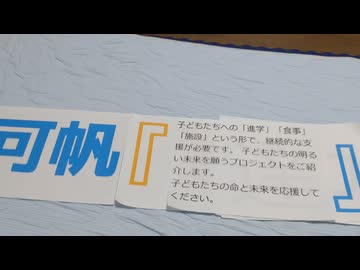 可帆
『
子どもたちへの「進学」「食事」
「施設」という形で、継続的な支
援が必要です。子どもたちの明る
い未来を願うプロジェクトをご紹
介します。
子どもたちの命と未来を応援して
ください。
』